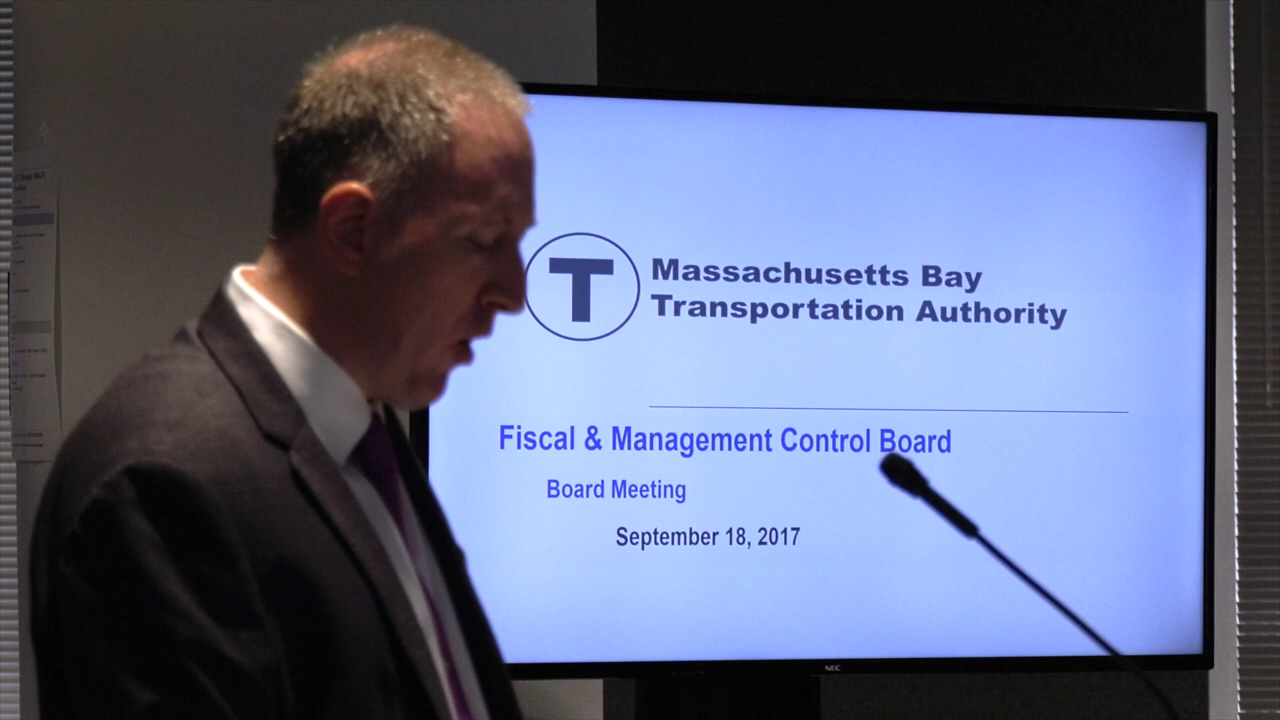 T
Massachusetts Bay
Transportation Authority
Fiscal & Management Control Board
Board Meeting
September 18, 2017
NEC